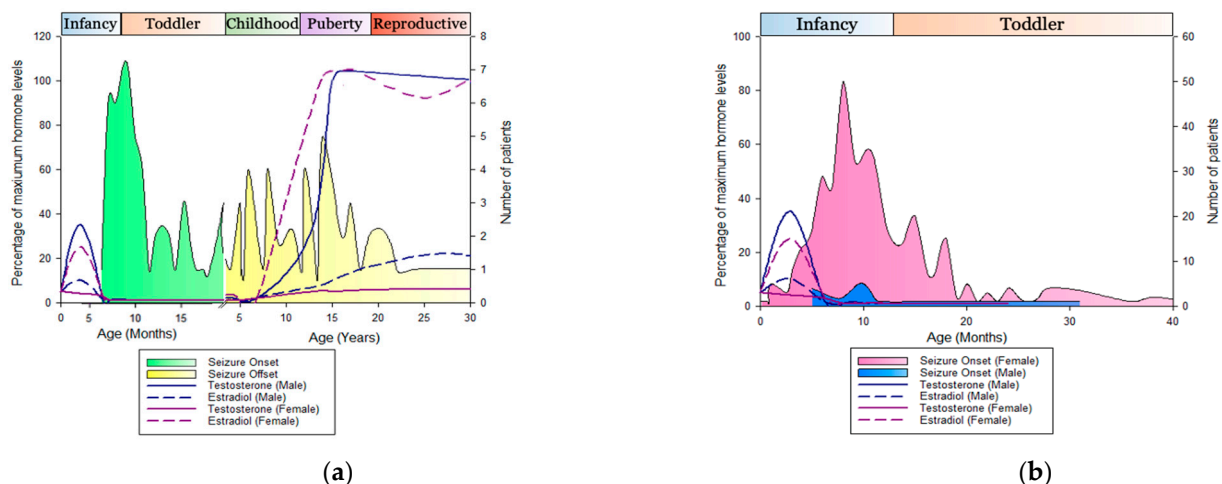 Infancy Toddler Childhood Puberty Reproductive
120 100 80 60 40 20 0
Percentage of maxiumum hormone levels
8 7 6 5 4 3 2 1 0
Number of patients
0 5 10 15 5 10 15 20 25 30
Age (Months) Age (Years)
Seizure Onset
Seizure Offset
Testosterone (Male)
Estradiol (Male)
Testosterone (Female)
Estradiol (Female)
(a)
Infancy Toddler
100 80 60 40 20 0
Percentage of maximum hormone levels
60 50 40 30 20 10 0
Number of patients
0 10 20 30 40
Age (Months)
Seizure Onset (Female)
Seizure Onset (Male)
Testosterone (Male)
Estradiol (Male)
Testosterone (Female)
Estradiol (Female)
(b)